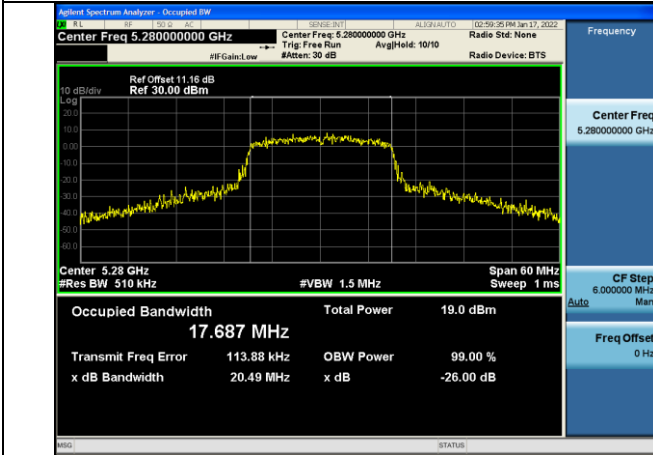 Agilent Spectrum Analyzer - Occupied BW
RL RF 50 Ω AC SENSE:INT ALIGNAUTO 02:59:35 PM Jan 17, 2022
Center Freq 5.280000000 GHz
Center Freq: 5.280000000 GHz
Radio Std: None
Trig: Free Run Avg|Hold: 10/10
#IFGain:Low #Atten: 30 dB Radio Device: BTS
Frequency
Ref Offset 11.16 dB
10 dB/div Ref 30.00 dBm
Log
20.0
10.0
0.00
-10.0
-20.0
-30.0
-40.0
-50.0
-60.0
Center Freq
5.280000000 GHz
Center 5.28 GHz Span 60 MHz
#Res BW 510 kHz #VBW 1.5 MHz Sweep 1 ms
CF Step
6.000000 MHz
Auto Man
Occupied Bandwidth Total Power 19.0 dBm
17.687 MHz
Transmit Freq Error 113.88 kHz OBW Power 99.00 %
x dB Bandwidth 20.49 MHz x dB -26.00 dB
Freq Offset
0 Hz
MSG STATUS